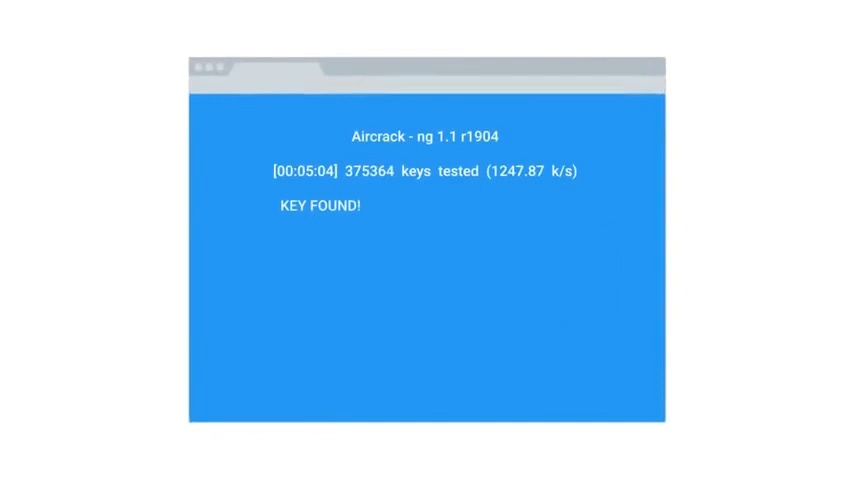 Aircrack - ng 1.1 r1904
[00:05:04] 375364 keys tested (1247.87 k/s)
KEY FOUND!